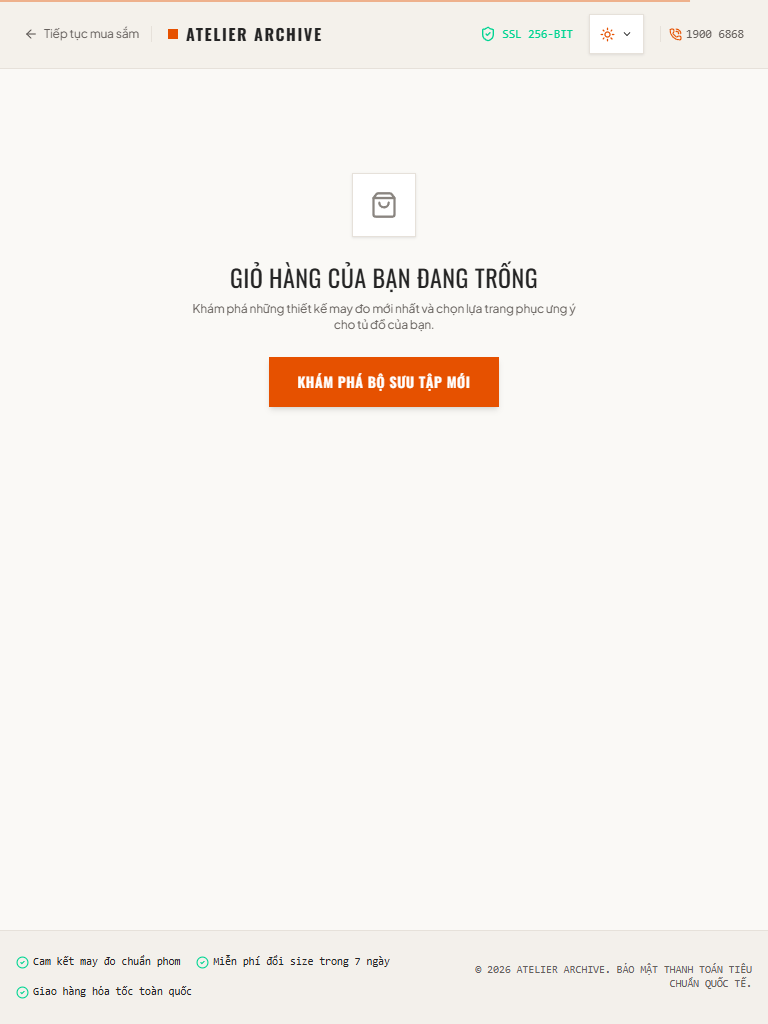 Tiếp tục mua sắm
ATELIER ARCHIVE
SSL 256-BIT
1900 6868
GIỎ HÀNG CỦA BẠN ĐANG TRỐNG
Khám phá những thiết kế may đo mới nhất và chọn lựa trang phục ưng ý
cho tủ đồ của bạn.
KHÁM PHÁ BỘ SƯU TẬP MỚI
Cam kết may đo chuẩn phom
Miễn phí đổi size trong 7 ngày
Giao hàng hỏa tốc toàn quốc
© 2026 ATELIER ARCHIVE. BẢO MẬT THANH TOÁN TIÊU
CHUẨN QUỐC TẾ.